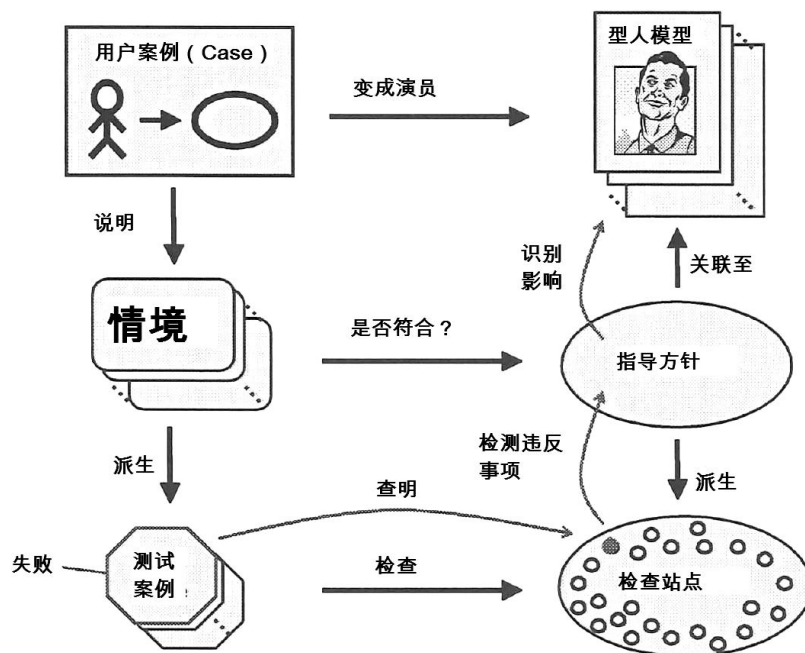 用户案例（Case）
型人模型
变成演员
说明
识别
影响
关联至
情境
是否符合？
指导方针
派生
检测违反
事项
派生
查明
失败
测试
案例
检查
检查站点